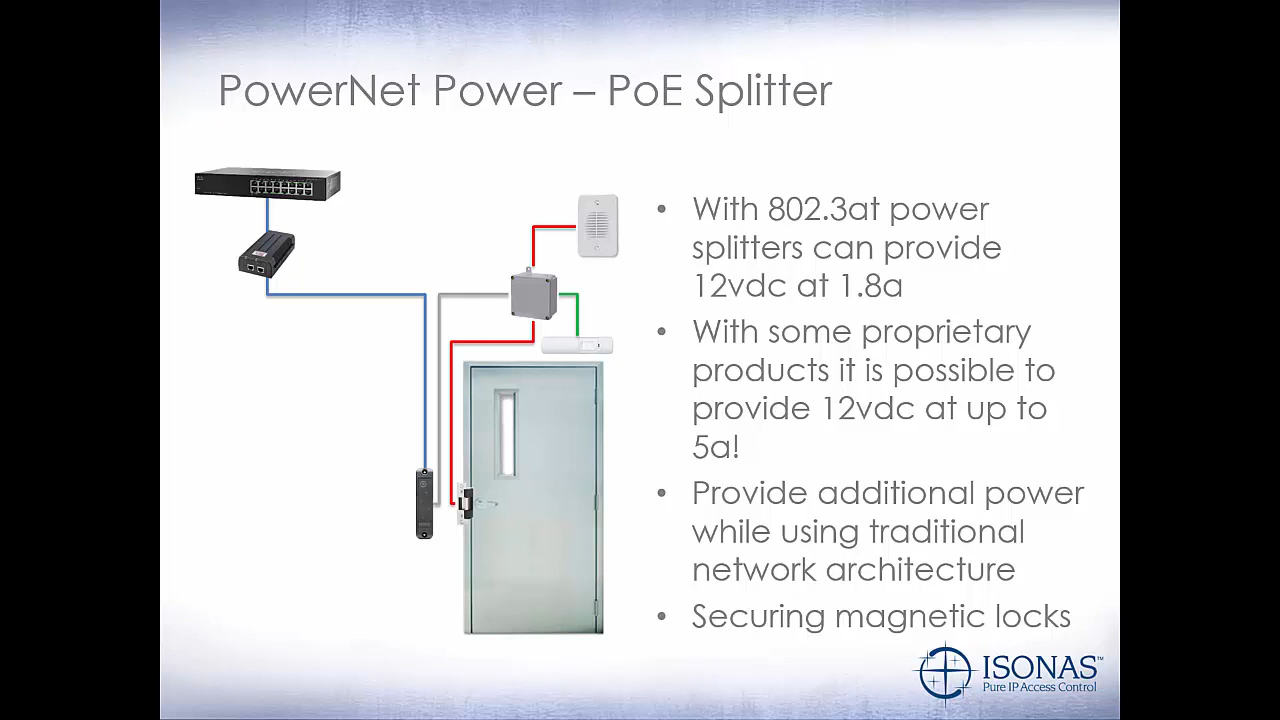 PowerNet Power – PoE Splitter
• With 802.3at power
splitters can provide
12vdc at 1.8a
• With some proprietary
products it is possible to
provide 12vdc at up to
5a!
• Provide additional power
while using traditional
network architecture
• Securing magnetic locks
ISONAS™
Pure IP Access Control